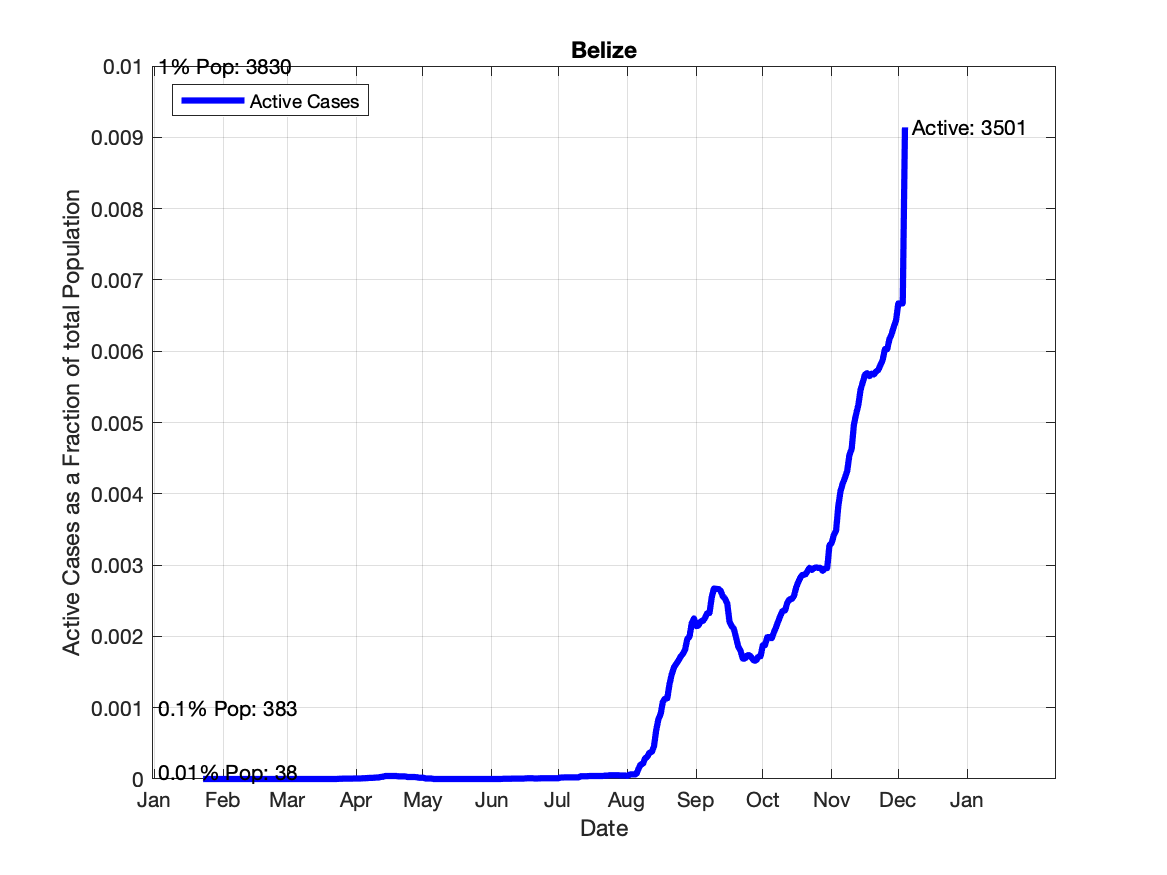 Belize
0.01
1% Pop: 3830
Active Cases
Active: 3501
0.009
0.008
0.007
0.006
0.005
0.004
0.003
0.002
0.001
0.1% Pop: 383
0.01% Pop: 38
0
Jan Feb Mar Apr May Jun Jul Aug Sep Oct Nov Dec Jan
Date
Active Cases as a Fraction of total Population